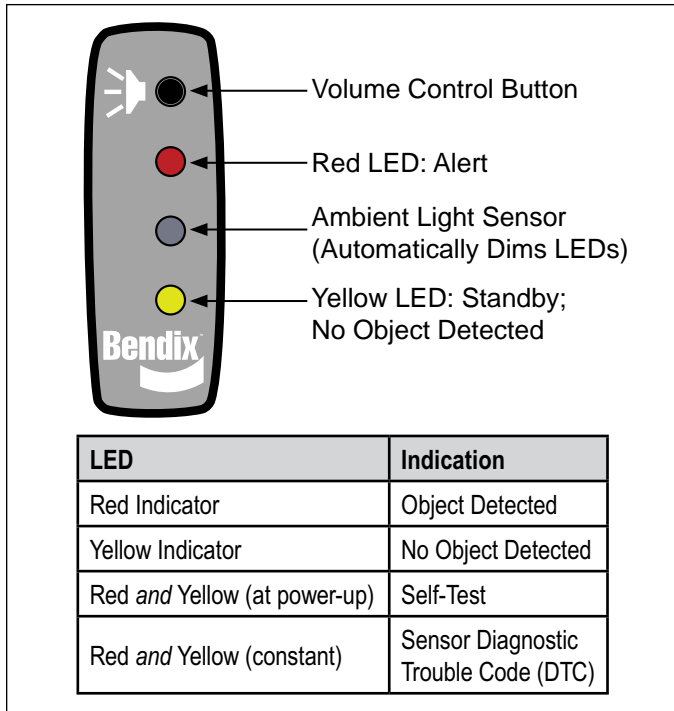 Volume Control Button
Red LED: Alert
Ambient Light Sensor
(Automatically Dims LEDs)
Yellow LED: Standby;
No Object Detected
Bendix
LED Indication
Red Indicator Object Detected
Yellow Indicator No Object Detected
Red and Yellow (at power-up) Self-Test
Red and Yellow (constant) Sensor Diagnostic
Trouble Code (DTC)